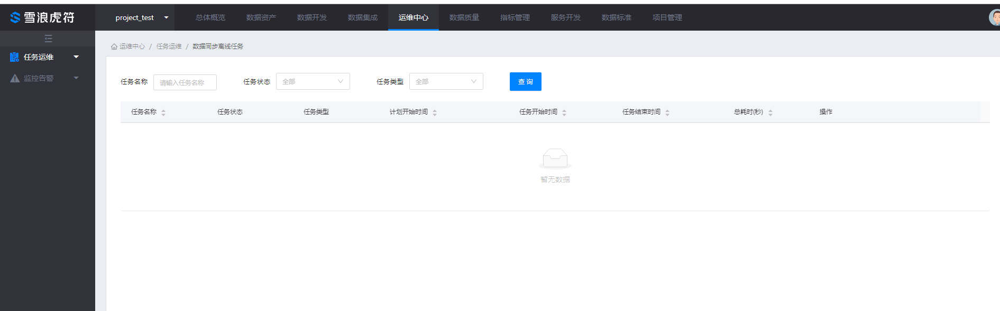 雪浪虎符 project_test 总体概览 数据资产 数据开发 数据集成 运维中心 数据质量 指标管理 服务开发 数据标准 项目管理
任务运维
监控告警
运维中心 / 任务运维 / 数据同步离线任务
任务名称 请输入任务名称 任务状态 全部 任务类型 全部 查 询
任务名称 任务状态 任务类型 计划开始时间 任务开始时间 任务结束时间 总耗时(秒) 操作
暂无数据